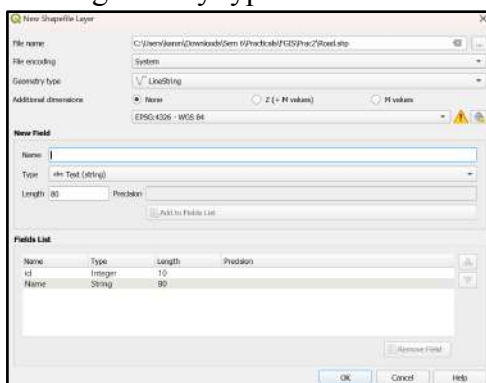 New Shapefile Layer
File name C:\Users\karan\Downloads\Sem 6\Practicals\FGIS\Prac2\Road.shp ...
File encoding System
Geometry type LineString
Additional dimensions None Z (+ M values) M values
EPSG:4326 - WGS 84
New Field
Name
Type abc Text (string)
Length 80 Precision
Add to Fields List
Fields List
Name Type Length Precision
id Integer 10
Name String 80
Remove Field
OK Cancel Help